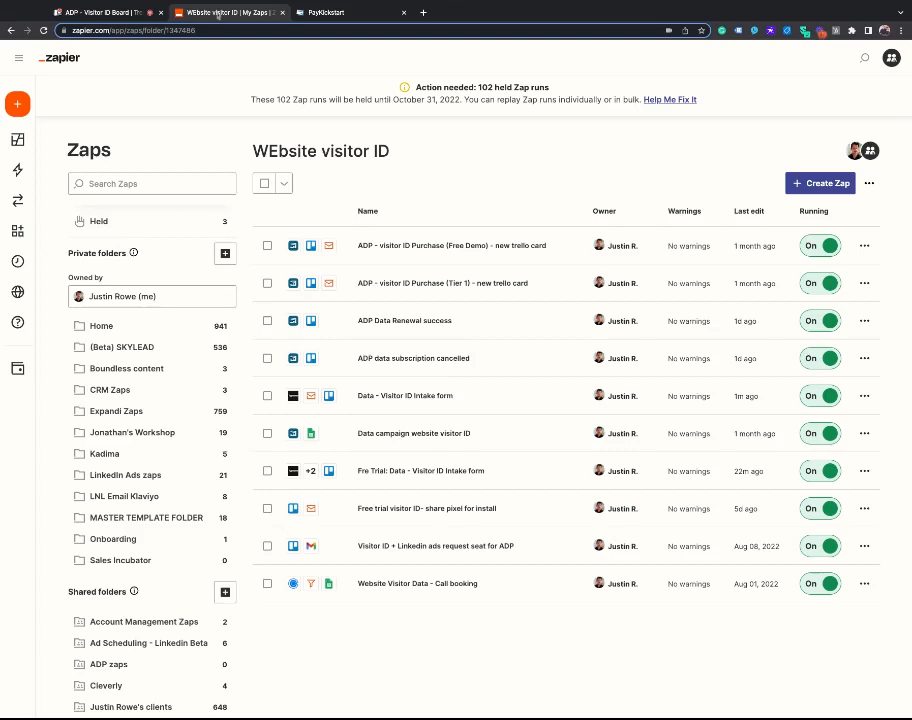 ADP - Visitor ID Board | Tre
WEbsite visitor ID | My Zaps | Z
PayKickstart
zapier.com/app/zaps/folder/1347486
_zapier
Action needed: 102 held Zap runs
These 102 Zap runs will be held until October 31, 2022. You can replay Zap runs individually or in bulk. Help Me Fix It
Zaps
WEbsite visitor ID
Search Zaps
Create Zap
Held 3
Name Owner Warnings Last edit Running
Private folders
Owned by
Justin Rowe (me)
Home 941
(Beta) SKYLEAD 536
Boundless content 3
CRM Zaps 3
Expandi Zaps 759
Jonathan's Workshop 19
Kadima 5
LinkedIn Ads zaps 21
LNL Email Klaviyo 8
MASTER TEMPLATE FOLDER 18
Onboarding 1
Sales Incubator 0
Shared folders
Account Management Zaps 2
Ad Scheduling - Linkedin Beta 6
ADP zaps 0
Cleverly 4
Justin Rowe's clients 648
ADP - visitor ID Purchase (Free Demo) - new trello card Justin R. No warnings 1 month ago On
ADP - visitor ID Purchase (Tier 1) - new trello card Justin R. No warnings 1 month ago On
ADP Data Renewal success Justin R. No warnings 1d ago On
ADP data subscription cancelled Justin R. No warnings 1d ago On
Data - Visitor ID Intake form Justin R. No warnings 1m ago On
Data campaign website visitor ID Justin R. No warnings 1 month ago On
+2 Fre Trial: Data - Visitor ID Intake form Justin R. No warnings 22m ago On
Free trial visitor ID- share pixel for install Justin R. No warnings 5d ago On
Visitor ID + Linkedin ads request seat for ADP Justin R. No warnings Aug 08, 2022 On
Website Visitor Data - Call booking Justin R. No warnings Aug 01, 2022 On